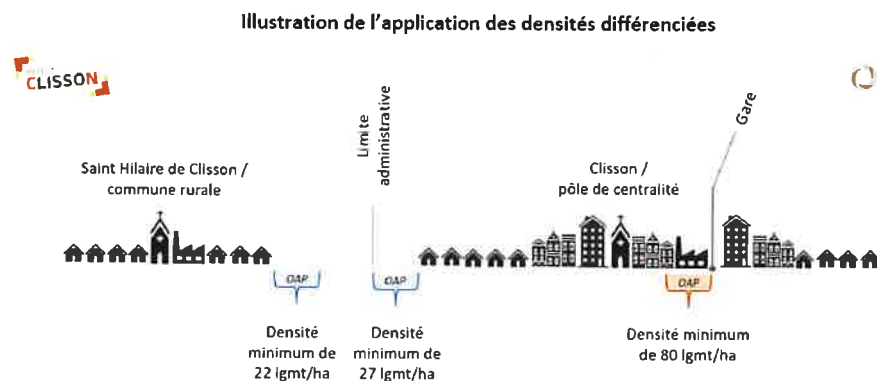 Illustration de l'application des densités différenciées
CLISSON
Limite
administrative
Gare
Saint Hilaire de Clisson /
commune rurale
Clisson /
pôle de centralité
OAP
OAP
OAP
Densité
minimum de
22 lgmt/ha
Densité
minimum de
27 lgmt/ha
Densité minimum
de 80 lgmt/ha